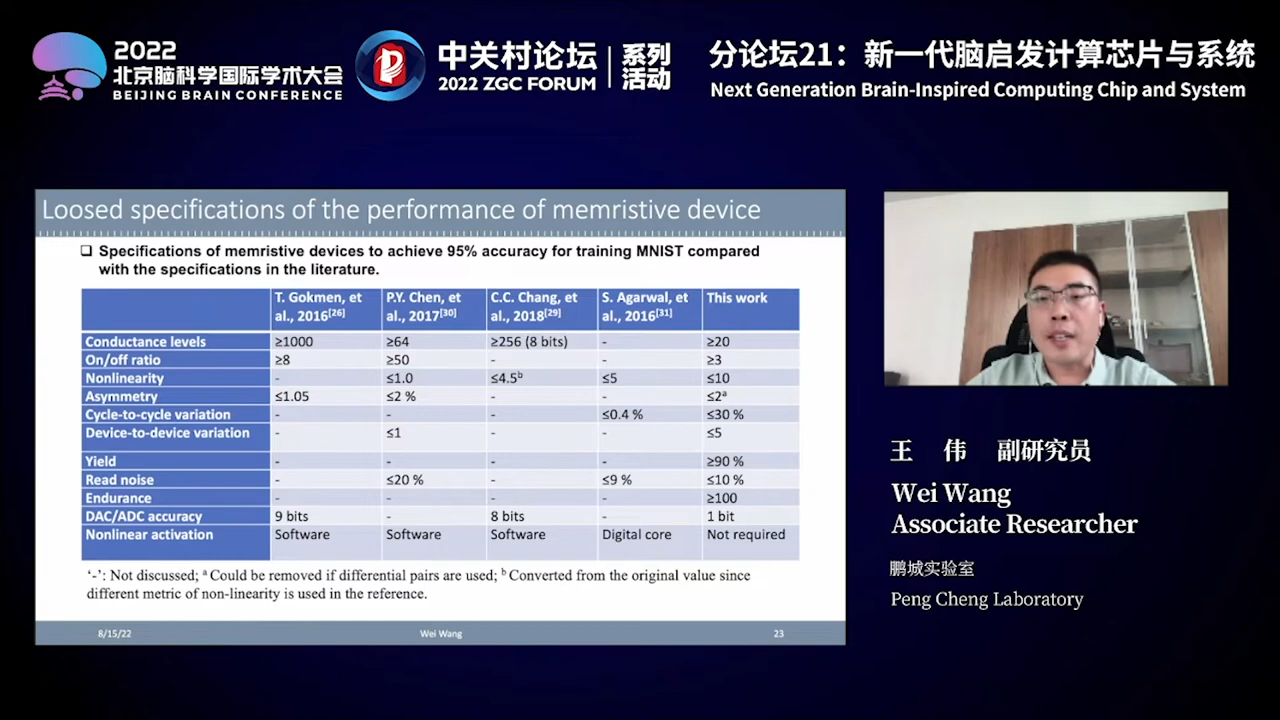 2022
北京脑科学国际学术大会
BEIJING BRAIN CONFERENCE
中关村论坛
2022 ZGC FORUM
系列
活动
分论坛21：新一代脑启发计算芯片与系统
Next Generation Brain-Inspired Computing Chip and System
Loosed specifications of the performance of memristive device
❑ Specifications of memristive devices to achieve 95% accuracy for training MNIST compared
with the specifications in the literature.
T. Gokmen, et al., 2016[26] P.Y. Chen, et al., 2017[30] C.C. Chang, et al., 2018[29] S. Agarwal, et al., 2016[31] This work
Conductance levels ≥1000 ≥64 ≥256 (8 bits) - ≥20
On/off ratio ≥8 ≥50 - - ≥3
Nonlinearity - ≤1.0 ≤4.5b ≤5 ≤10
Asymmetry ≤1.05 ≤2 % - - ≤2a
Cycle-to-cycle variation - - - ≤0.4 % ≤30 %
Device-to-device variation - ≤1 - - ≤5
Yield - - - - ≥90 %
Read noise - ≤20 % - ≤9 % ≤10 %
Endurance - - - - ≥100
DAC/ADC accuracy 9 bits - 8 bits - 1 bit
Nonlinear activation Software Software Software Digital core Not required
‘-’: Not discussed; a Could be removed if differential pairs are used; b Converted from the original value since
different metric of non-linearity is used in the reference.
8/15/22 Wei Wang 23
王 伟 副研究员
Wei Wang
Associate Researcher
鹏城实验室
Peng Cheng Laboratory